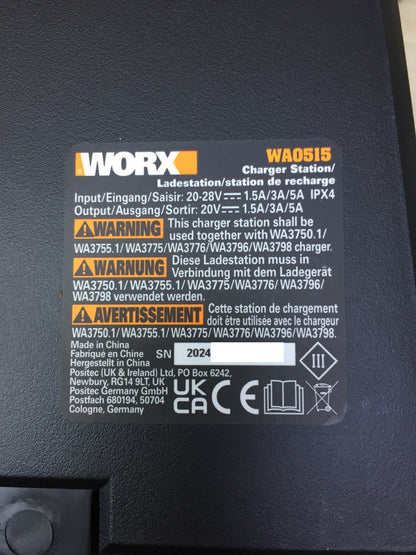 WORX WA0515
Charger Station/
Ladestation/station de recharge
Input/Eingang/Saisir: 20-28V 1.5A/3A/5A IPX4
Output/Ausgang/Sortir: 20V 1.5A/3A/5A
WARNING This charger station shall be
used together with WA3750.1/
WA3755.1/ WA3775/WA3776/WA3796/WA3798 charger.
WARNUNG Diese Ladestation muss in
Verbindung mit dem Ladegerät
WA3750.1/ WA3755.1/ WA3775/WA3776/WA3796/
WA3798 verwendet werden.
AVERTISSEMENT Cette station de chargement
doit être utilisée avec le chargeur
WA3750.1/ WA3755.1/ WA3775/ WA3776/WA3796/ WA3798.
Made in China
Fabriqué en Chine
Hergestellt in China
SN 2024
Positec (UK & Ireland) Ltd, PO Box 6242,
Newbury, RG14 9LT, UK
Positec Germany GmbH
Postfach 680194, 50704
Cologne, Germany
UK
CA CE
III